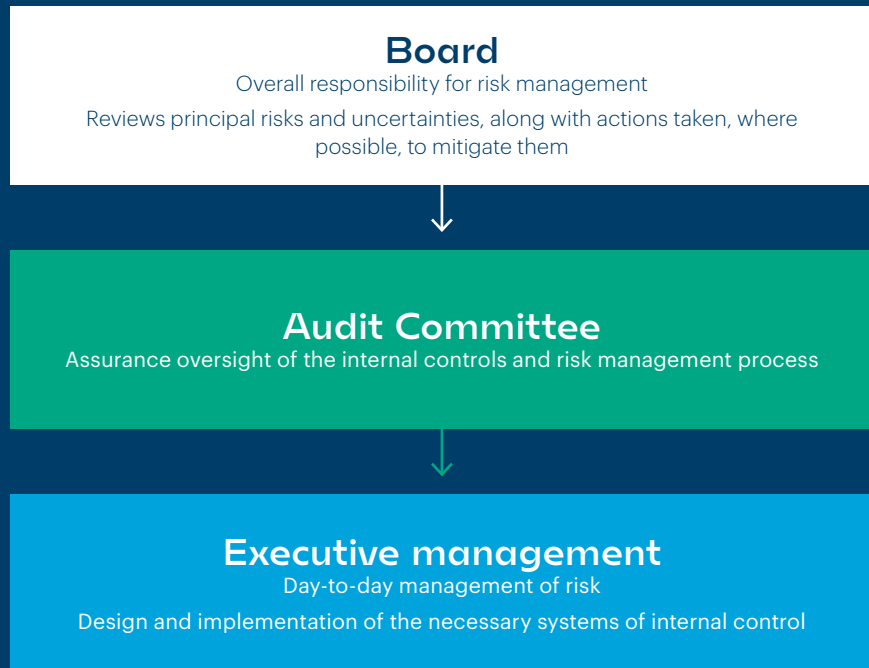 Board
Overall responsibility for risk management
Reviews principal risks and uncertainties, along with actions taken, where
possible, to mitigate them
Audit Committee
Assurance oversight of the internal controls and risk management process
Executive management
Day-to-day management of risk
Design and implementation of the necessary systems of internal control